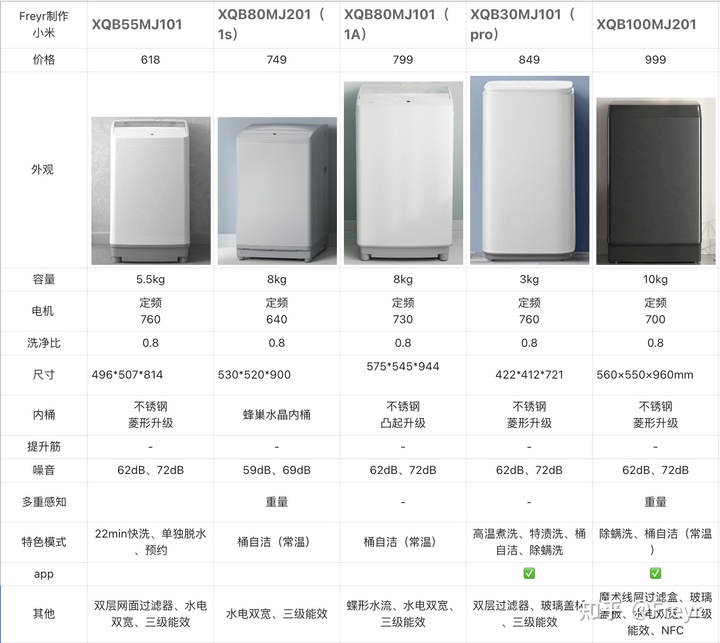 Freyr制作
小米
XQB55MJ101
XQB80MJ201（
1s）
XQB80MJ101（
1A）
XQB30MJ101（
pro）
XQB100MJ201
价格
618
749
799
849
999
外观
容量
5.5kg
8kg
8kg
3kg
10kg
电机
定频
760
定频
640
定频
730
定频
760
定频
700
洗净比
0.8
0.8
0.8
0.8
0.8
尺寸
496*507*814
530*520*900
575*545*944
422*412*721
560×550×960mm
内桶
不锈钢
菱形升级
蜂巢水晶内桶
不锈钢
凸起升级
不锈钢
菱形升级
不锈钢
菱形升级
提升筋
-
-
-
-
-
噪音
62dB、72dB
59dB、69dB
62dB、72dB
62dB、72dB
62dB、72dB
多重感知
重量
-
-
重量
特色模式
22min快洗、单独脱水
、预约
桶自洁（常温）
桶自洁（常温）
高温煮洗、特渍洗、桶
自洁、除螨洗
除螨洗、桶自洁（常温
）
app
✅
✅
其他
双层网面过滤器、水电
双宽、三级能效
水电双宽、三级能效
蝶形水流、水电双宽、
三级能效
双层过滤器、玻璃盖板
、三级能效
魔术线屑过滤盒、玻璃
盖板、水电双宽、二级
能效、NFC
知乎 @Freyr